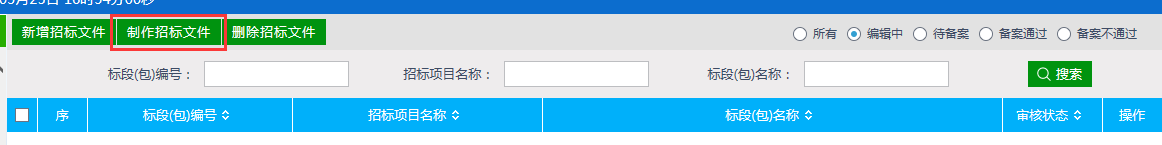 新增招标文件 制作招标文件 删除招标文件 所有 编辑中 待备案 备案通过 备案不通过
标段(包)编号： 招标项目名称： 标段(包)名称： 搜索
序 标段(包)编号 招标项目名称 标段(包)名称 审核状态 操作